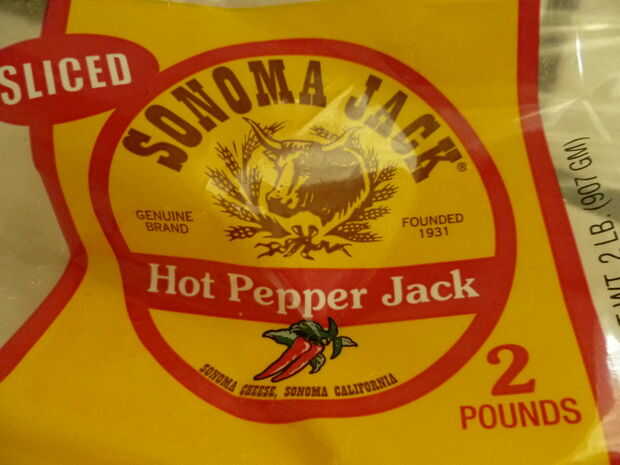 SLICED
SONOMA JACK®
GENUINE
BRAND
FOUNDED
1931
Hot Pepper Jack
SONOMA CHEESE, SONOMA CALIFORNIA
2
POUNDS
WT. 2 LB. (907 GM)